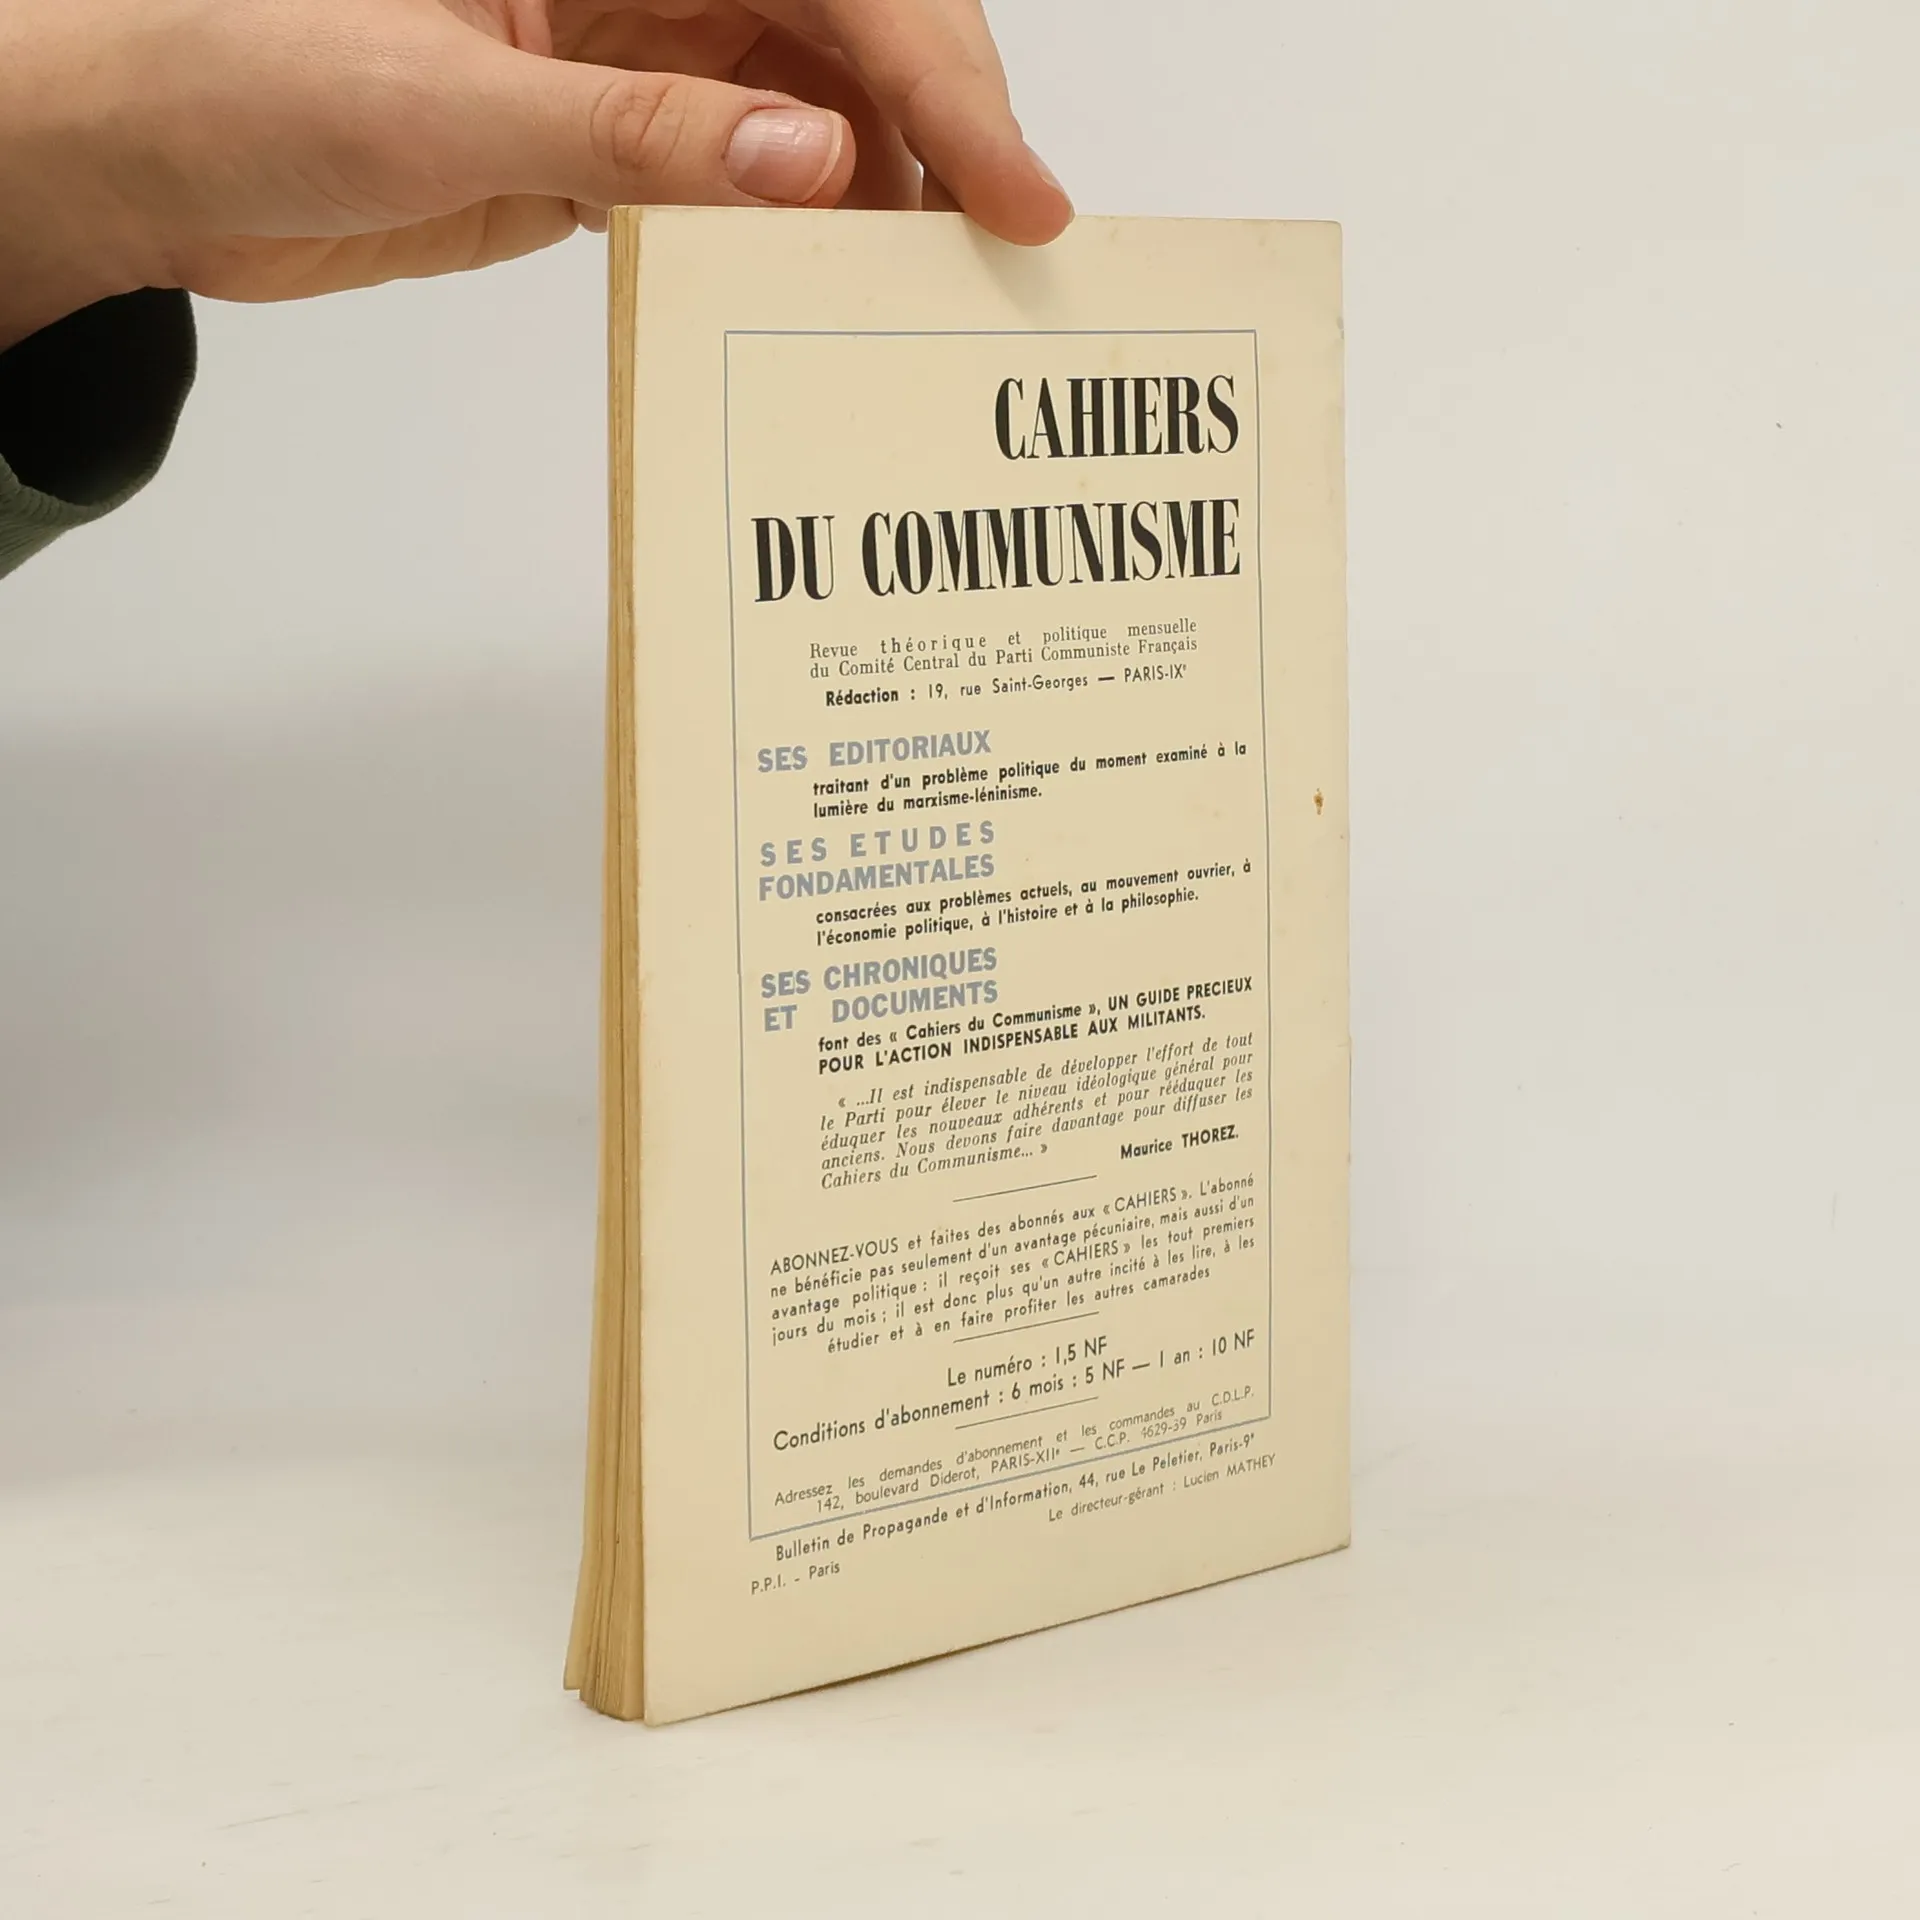 CAHIERS
DU COMMUNISME
Revue théorique et politique mensuelle
du Comité Central du Parti Communiste Français
Rédaction : 19, rue Saint-Georges — PARIS-IXᵉ
SES EDITORIAUX
traitant d'un problème politique du moment examiné à la
lumière du marxisme-léninisme.
SES ETUDES
FONDAMENTALES
consacrées aux problèmes actuels, au mouvement ouvrier, à
l'économie politique, à l'histoire et à la philosophie.
SES CHRONIQUES
ET DOCUMENTS
font des « Cahiers du Communisme », UN GUIDE PRECIEUX
POUR L'ACTION INDISPENSABLE AUX MILITANTS.
« ...Il est indispensable de développer l'effort de tout
le Parti pour élever le niveau idéologique général pour
éduquer les nouveaux adhérents et pour rééduquer les
anciens. Nous devons faire davantage pour diffuser les
Cahiers du Communisme... »
Maurice THOREZ.
ABONNEZ-VOUS et faites des abonnés aux « CAHIERS ». L'abonné
ne bénéficie pas seulement d'un avantage pécuniaire, mais aussi d'un
avantage politique : il reçoit ses « CAHIERS » les tout premiers
jours du mois ; il est donc plus qu'un autre incité à les lire, à les
étudier et à en faire profiter les autres camarades
Le numéro : 1,5 NF
Conditions d'abonnement : 6 mois : 5 NF — 1 an : 10 NF
Adressez les demandes d'abonnement et les commandes au C.D.L.P.
142, boulevard Diderot, PARIS-XIIᵉ — C.C.P. 4629-39 Paris
Bulletin de Propagande et d'Information, 44, rue Le Peletier, Paris-9ᵉ
Le directeur-gérant : Lucien MATHEY
P.P.I. - Paris